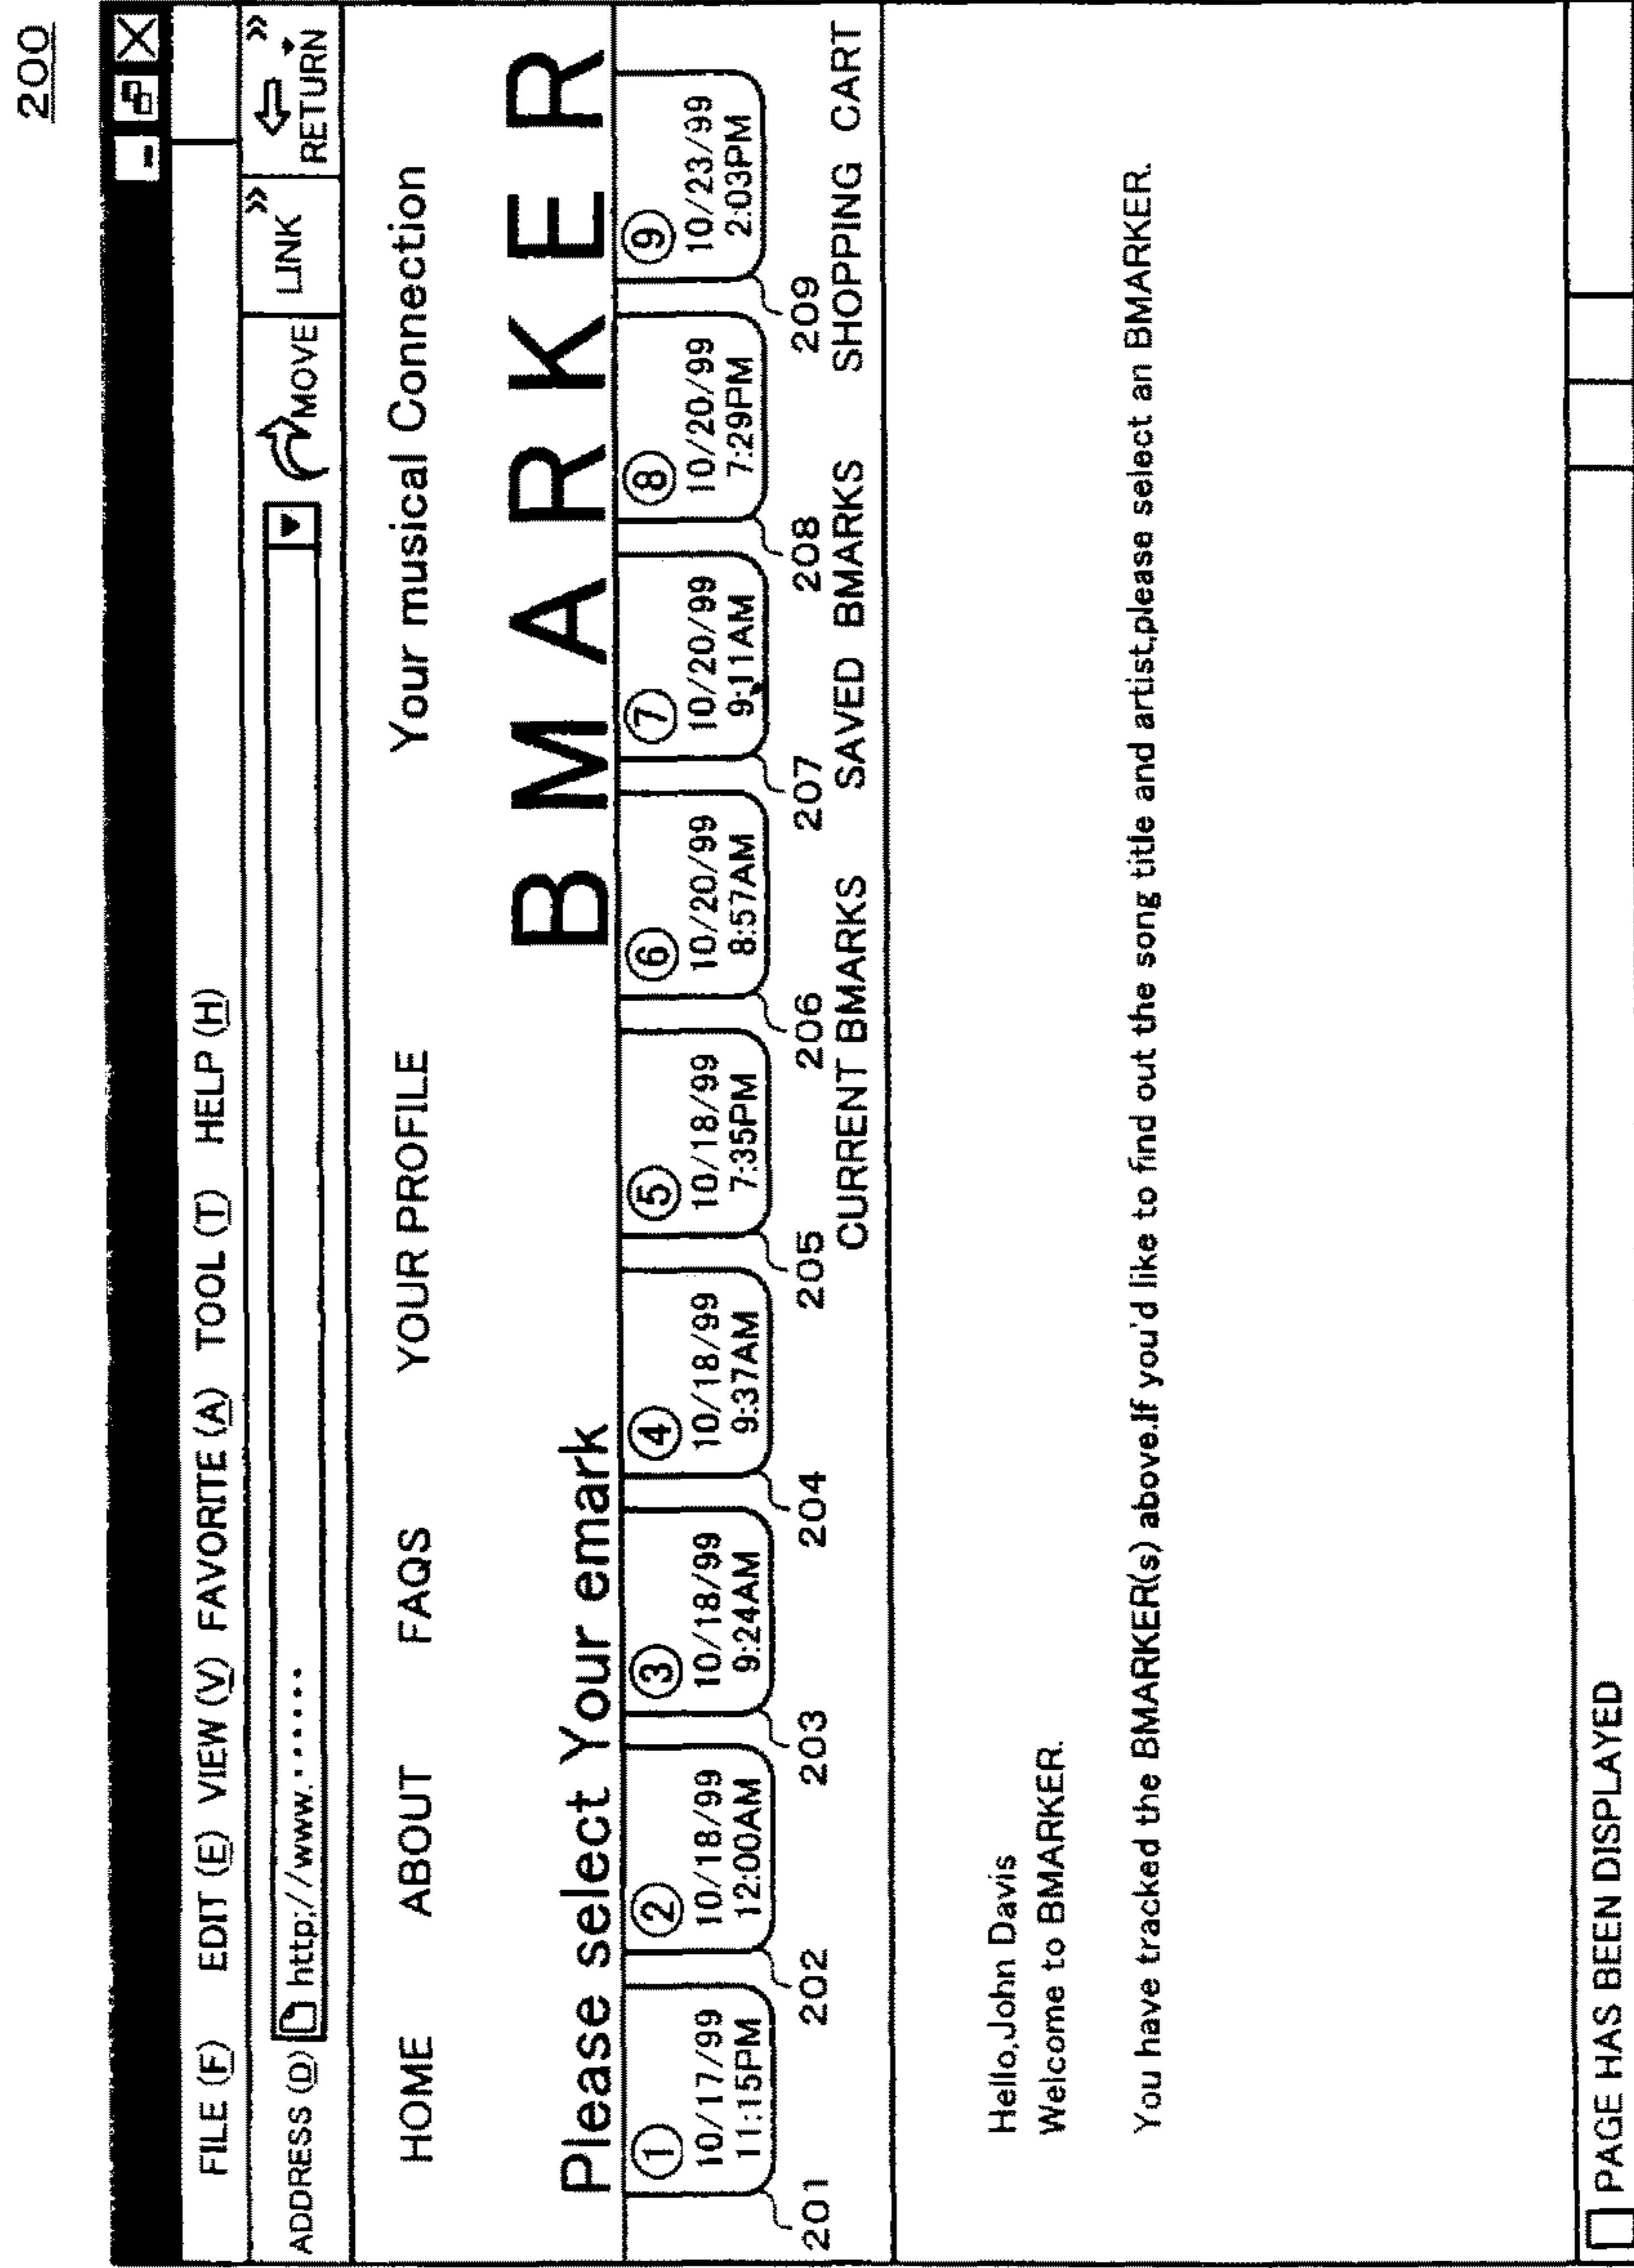 200
FILE (F) EDIT (E) VIEW (V) FAVORITE (A) TOOL (T) HELP (H)
ADDRESS (D) http://www.・・・・・ MOVE LINK » RETURN »
HOME ABOUT FAQS YOUR PROFILE Your musical Connection
Please select Your emark B M A R K E R
① ② ③ ④ ⑤ ⑥ ⑦ ⑧ ⑨
10/17/99 10/18/99 10/18/99 10/18/99 10/18/99 10/20/99 10/20/99 10/20/99 10/23/99
11:15PM 12:00AM 9:24AM 9:37AM 7:35PM 8:57AM 9:11AM 7:29PM 2:03PM
201 202 203 204 205 206 207 208 209
CURRENT BMARKS SAVED BMARKS SHOPPING CART
Hello,John Davis
Welcome to BMARKER.
You have tracked the BMARKER(s) above.If you'd like to find out the song title and artist,please select an BMARKER.
PAGE HAS BEEN DISPLAYED